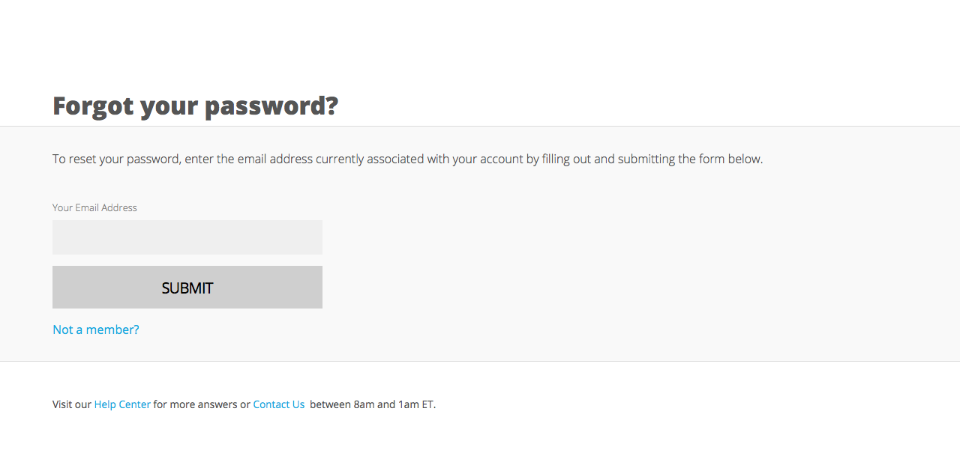 Forgot your password?
To reset your password, enter the email address currently associated with your account by filling out and submitting the form below.
Your Email Address
SUBMIT
Not a member?
Visit our Help Center for more answers or Contact Us between 8am and 1am ET.